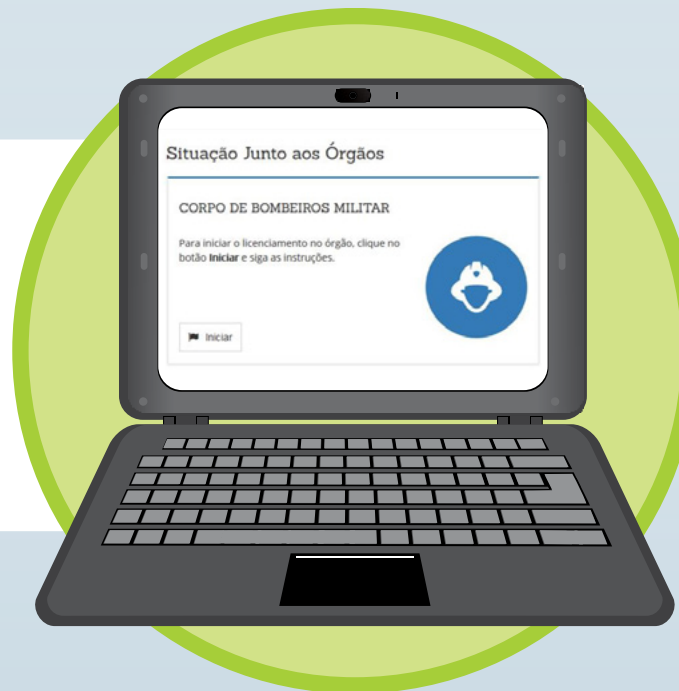 Situação Junto aos Órgãos
CORPO DE BOMBEIROS MILITAR
Para iniciar o licenciamento no órgão, clique no
botão Iniciar e siga as instruções.
Iniciar